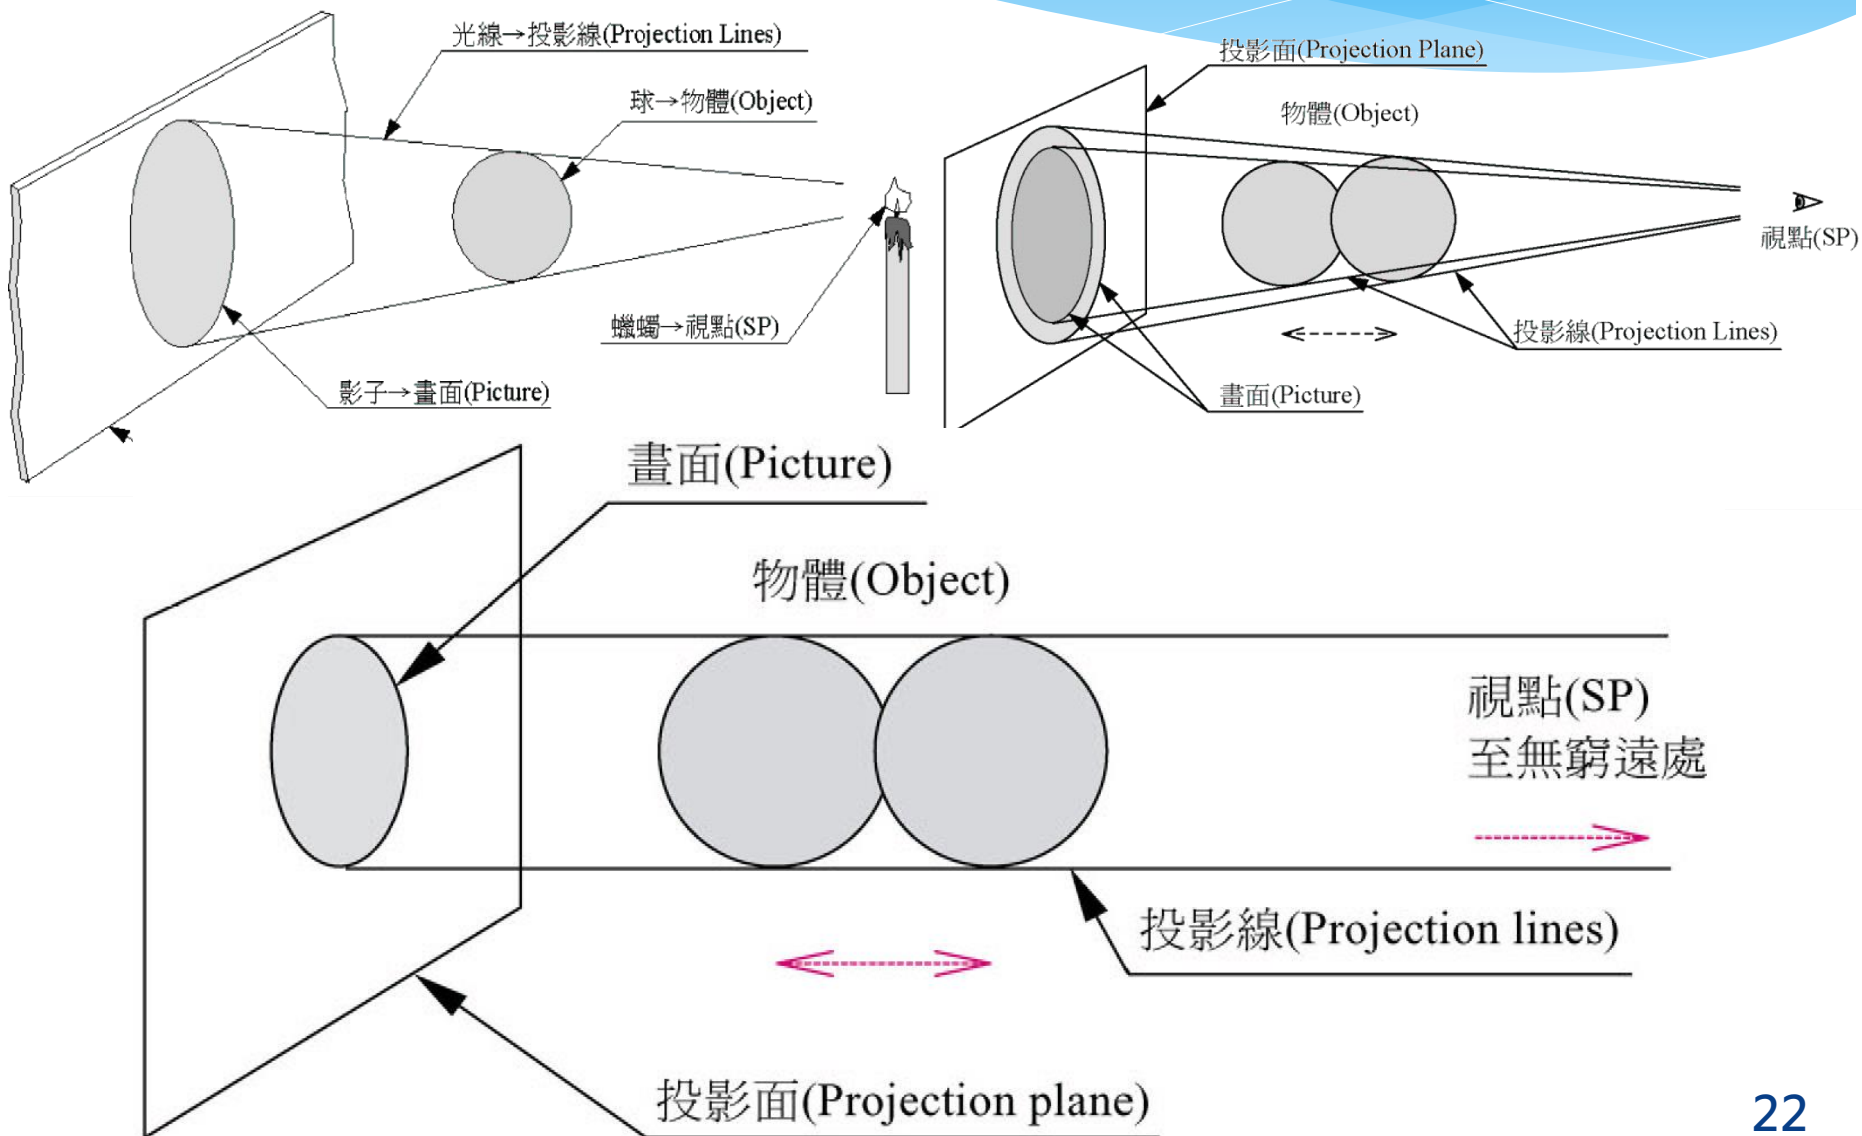 光線→投影線(Projection Lines)
球→物體(Object)
蠟蠋→視點(SP)
影子→畫面(Picture)
投影面(Projection Plane)
物體(Object)
視點(SP)
投影線(Projection Lines)
畫面(Picture)
畫面(Picture)
物體(Object)
視點(SP)
至無窮遠處
投影線(Projection lines)
投影面(Projection plane)
22